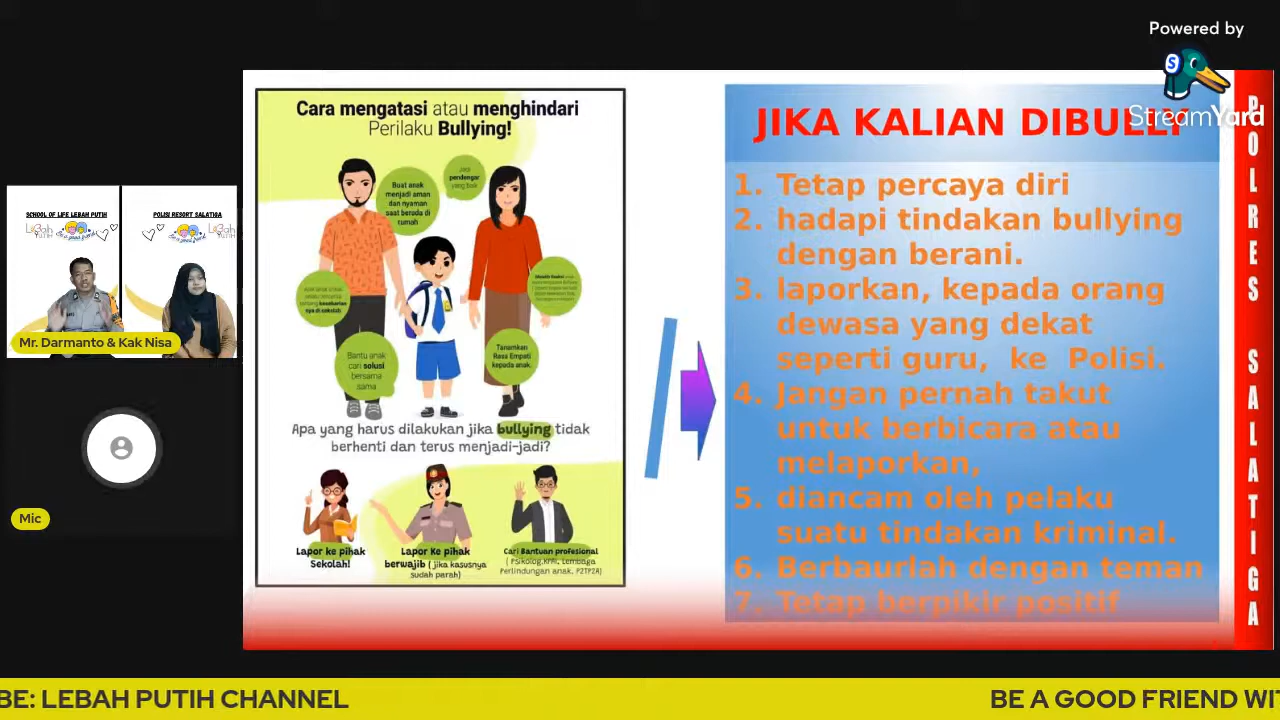 Powered by
StreamYard
Cara mengatasi atau menghindari
Perilaku Bullying!
Buat anak
menjadi aman
dan nyaman
saat berada di
rumah
Jadi
pendengar
yang baik
Bantu anak
cari solusi
bersama
sama
Tanamkan
Rasa Empati
kepada anak.
Apa yang harus dilakukan jika bullying tidak
berhenti dan terus menjadi-jadi?
Lapor ke pihak
Sekolah!
Lapor Ke pihak
berwajib ( jika kasusnya
sudah parah)
Cari Bantuan profesional
( Psikolog,KPAI, Lembaga
Perlindungan anak. P2TP2A)
JIKA KALIAN DIBULLY
1. Tetap percaya diri
2. hadapi tindakan bullying
dengan berani.
3. laporkan, kepada orang
dewasa yang dekat
seperti guru, ke Polisi.
4. Jangan pernah takut
untuk berbicara atau
melaporkan,
5. diancam oleh pelaku
suatu tindakan kriminal.
6. Berbaurlah dengan teman
7. Tetap berpikir positif
POLRES SALATIGA
SCHOOL OF LIFE LEBAH PUTIH
POLISI RESORT SALATIGA
Mr. Darmanto & Kak Nisa
Mic
BE: LEBAH PUTIH CHANNEL
BE A GOOD FRIEND WIT